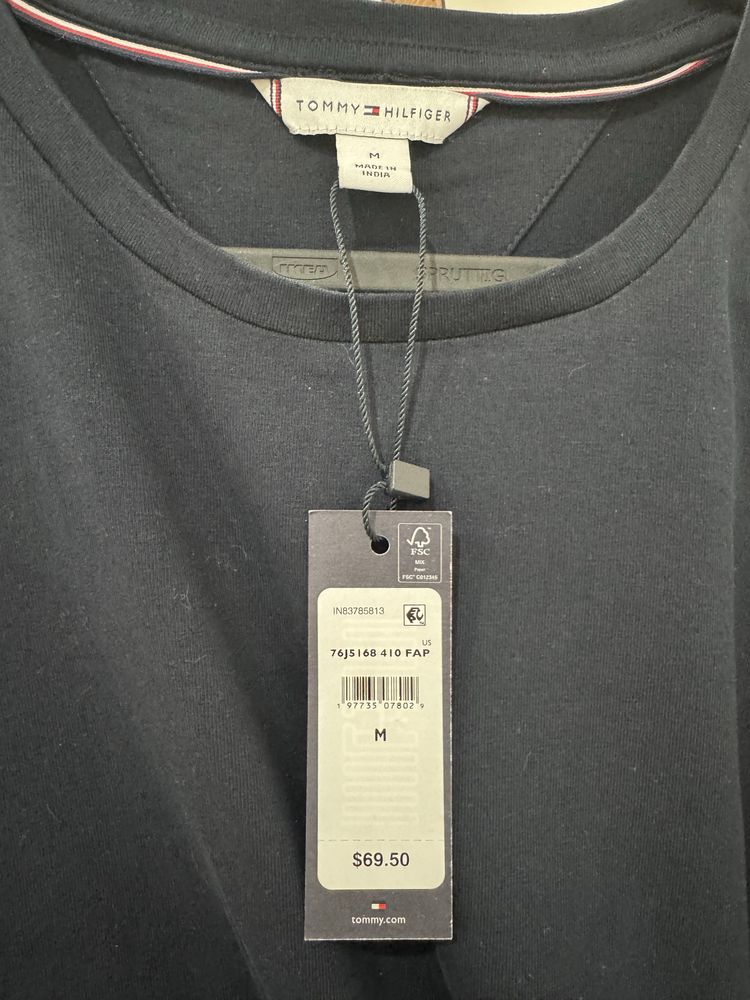 TOMMY HILFIGER
M
MADE IN
INDIA
SPRUTTIG
FSC
MIX
Paper
FSC® C012345
IN83785813
US
76J5168 410 FAP
1 97735 07802 9
M
$69.50
tommy.com